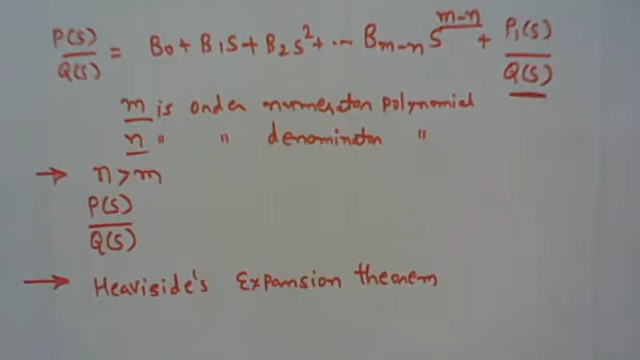 P(s)/Q(s) = B0 + B1s + B2s² + -- Bm-n s^m-n + P1(s)/Q(s)
m is order numerator polynomial
n " " denominator "
→ n>m
P(s)/Q(s)
→ Heaviside's Expansion theorem